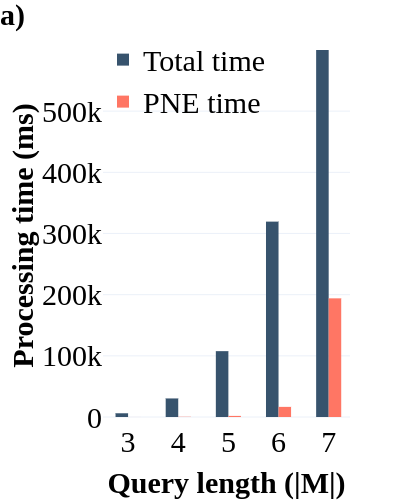 a)
Total time
PNE time
Processing time (ms)
500k
400k
300k
200k
100k
0
3 4 5 6 7
Query length (|M|)